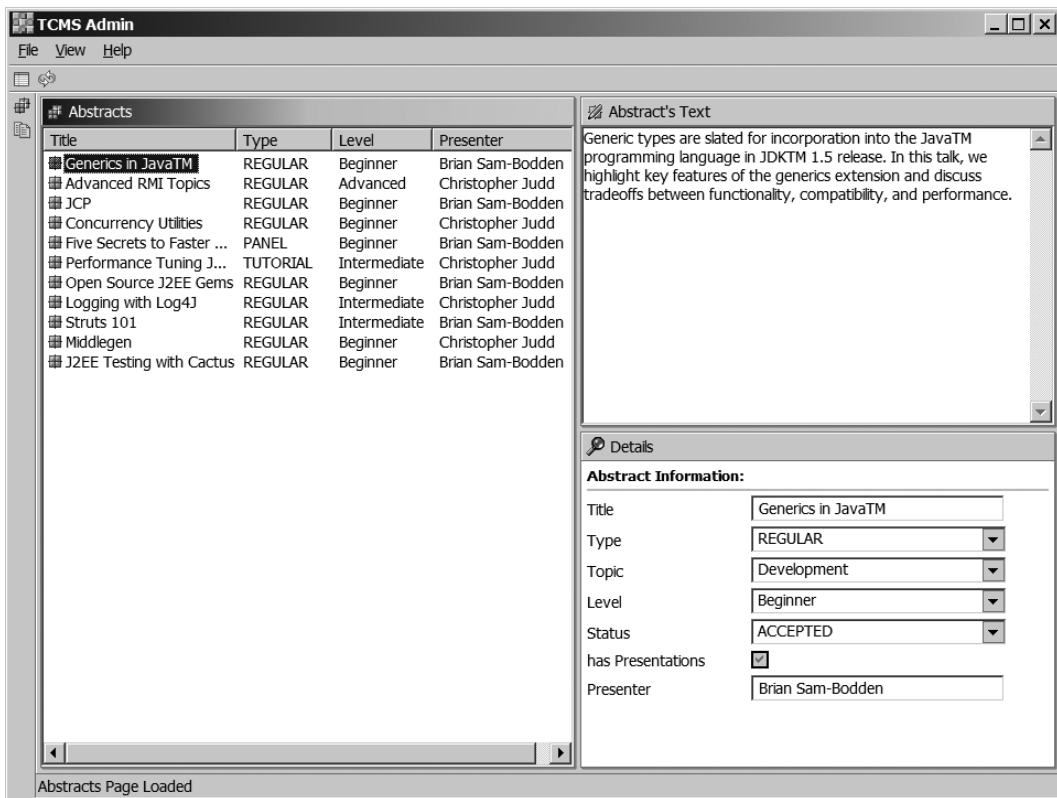 TCMS Admin
File View Help
Abstracts
Title Type Level Presenter
Generics in JavaTM REGULAR Beginner Brian Sam-Bodden
Advanced RMI Topics REGULAR Advanced Christopher Judd
JCP REGULAR Beginner Brian Sam-Bodden
Concurrency Utilities REGULAR Beginner Christopher Judd
Five Secrets to Faster ... PANEL Beginner Brian Sam-Bodden
Performance Tuning J... TUTORIAL Intermediate Christopher Judd
Open Source J2EE Gems REGULAR Beginner Brian Sam-Bodden
Logging with Log4J REGULAR Intermediate Christopher Judd
Struts 101 REGULAR Intermediate Brian Sam-Bodden
Middlegen REGULAR Beginner Christopher Judd
J2EE Testing with Cactus REGULAR Beginner Brian Sam-Bodden
Abstract's Text
Generic types are slated for incorporation into the JavaTM
programming language in JDKTM 1.5 release. In this talk, we
highlight key features of the generics extension and discuss
tradeoffs between functionality, compatibility, and performance.
Details
Abstract Information:
Title Generics in JavaTM
Type REGULAR
Topic Development
Level Beginner
Status ACCEPTED
has Presentations
Presenter Brian Sam-Bodden
Abstracts Page Loaded